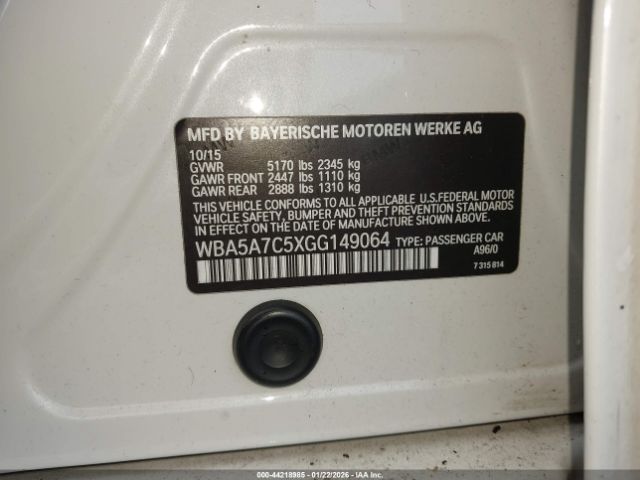 MFD BY BAYERISCHE MOTOREN WERKE AG
10/15
GVWR 5170 lbs 2345 kg
GAWR FRONT 2447 lbs 1110 kg
GAWR REAR 2888 lbs 1310 kg
THIS VEHICLE CONFORMS TO ALL APPLICABLE U.S.FEDERAL MOTOR
VEHICLE SAFETY, BUMPER AND THEFT PREVENTION STANDARDS IN
EFFECT ON THE DATE OF MANUFACTURE SHOWN ABOVE.
WBA5A7C5XGG149064 TYPE: PASSENGER CAR
A96/0
7 315 814
000-44218985 - 01/22/2026 - IAA Inc.